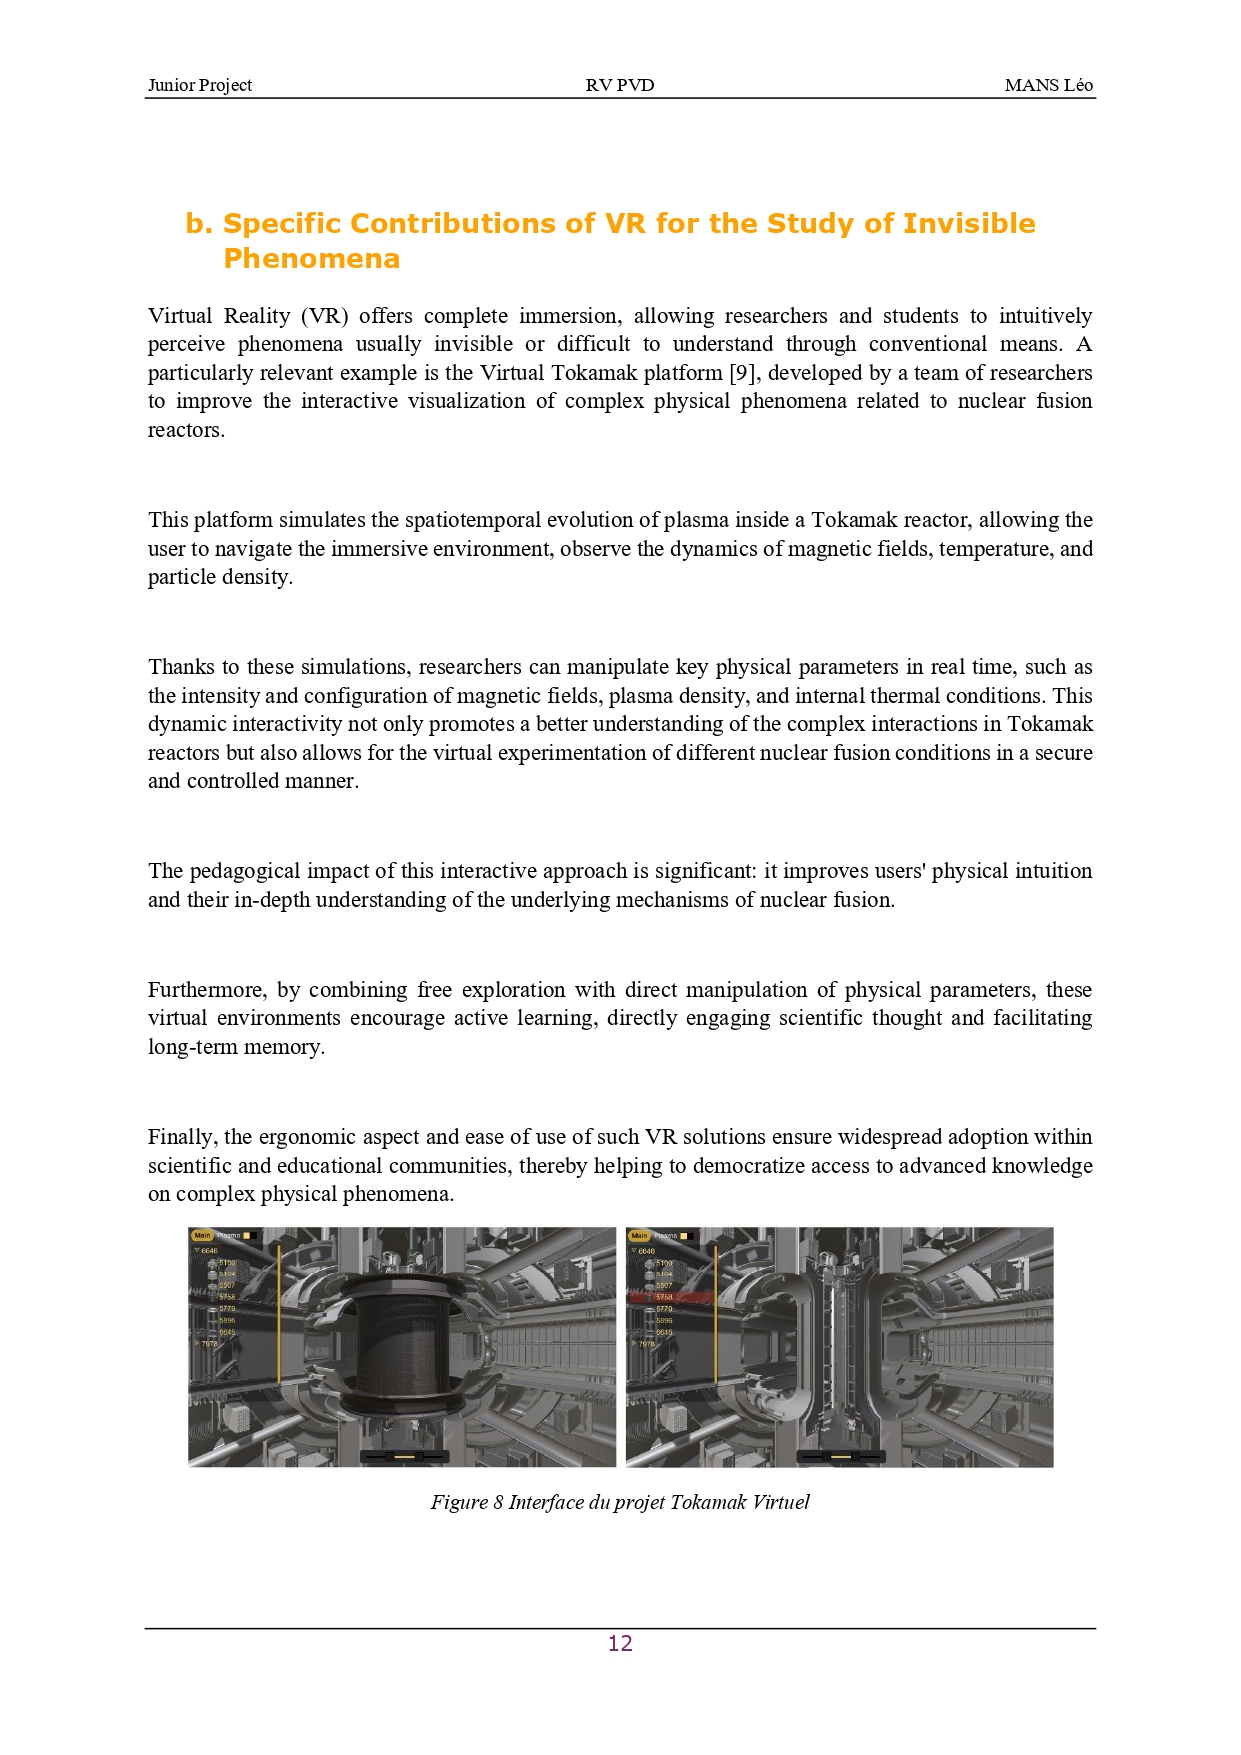 Junior Project RV PVD MANS Léo
b. Specific Contributions of VR for the Study of Invisible
Phenomena
Virtual Reality (VR) offers complete immersion, allowing researchers and students to intuitively
perceive phenomena usually invisible or difficult to understand through conventional means. A
particularly relevant example is the Virtual Tokamak platform [9], developed by a team of researchers
to improve the interactive visualization of complex physical phenomena related to nuclear fusion
reactors.
This platform simulates the spatiotemporal evolution of plasma inside a Tokamak reactor, allowing the
user to navigate the immersive environment, observe the dynamics of magnetic fields, temperature, and
particle density.
Thanks to these simulations, researchers can manipulate key physical parameters in real time, such as
the intensity and configuration of magnetic fields, plasma density, and internal thermal conditions. This
dynamic interactivity not only promotes a better understanding of the complex interactions in Tokamak
reactors but also allows for the virtual experimentation of different nuclear fusion conditions in a secure
and controlled manner.
The pedagogical impact of this interactive approach is significant: it improves users' physical intuition
and their in-depth understanding of the underlying mechanisms of nuclear fusion.
Furthermore, by combining free exploration with direct manipulation of physical parameters, these
virtual environments encourage active learning, directly engaging scientific thought and facilitating
long-term memory.
Finally, the ergonomic aspect and ease of use of such VR solutions ensure widespread adoption within
scientific and educational communities, thereby helping to democratize access to advanced knowledge
on complex physical phenomena.
Main Plasma
6646
5100
5104
5567
5758
5779
5896
6645
7978
Main Plasma
6646
5100
5104
5567
5758
5779
5896
6645
7978
Figure 8 Interface du projet Tokamak Virtuel
12